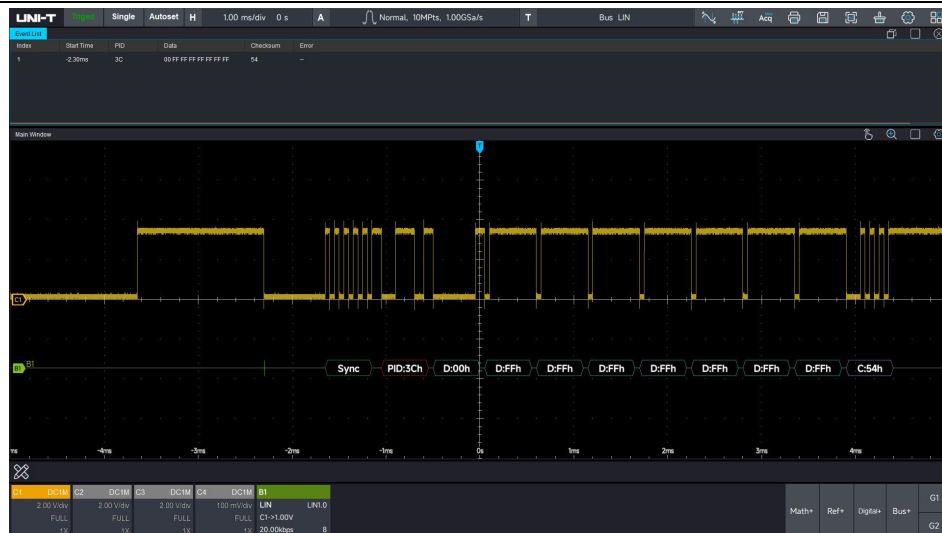 UNI-T Triged Single Autoset H 1.00 ms/div 0 s A Normal, 10MPts, 1.00GSa/s T Bus LIN Acq
Event List
Index Start Time PID Data Checksum Error
1 -2.30ms 3C 00 FF FF FF FF FF FF FF 54 --
Main Window
T
C1
B1 B1
Sync PID:3Ch D:00h D:FFh D:FFh D:FFh D:FFh D:FFh D:FFh D:FFh C:54h
ms -4ms -3ms -2ms -1ms 0s 1ms 2ms 3ms 4ms
C1 DC1M C2 DC1M C3 DC1M C4 DC1M B1
2.00 V/div 2.00 V/div 2.00 V/div 100 mV/div LIN LIN1.0
FULL FULL FULL FULL C1->1.00V
1X 1X 1X 1X 20.00kbps 8
Math+ Ref+ Digital+ Bus+ G1
G2